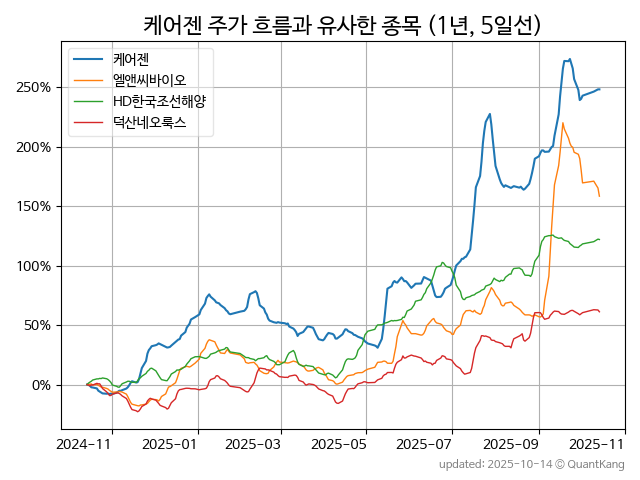 케어젠 주가 흐름과 유사한 종목 (1년, 5일선)
케어젠
엘앤씨바이오
HD한국조선해양
덕산네오룩스
250%
200%
150%
100%
50%
0%
2024-11 2025-01 2025-03 2025-05 2025-07 2025-09 2025-11
updated: 2025-10-14 © QuantKang